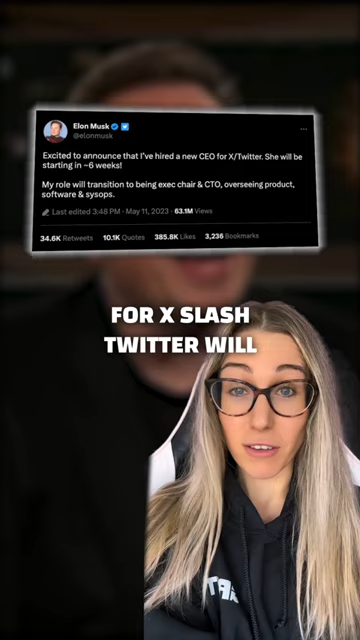 Elon Musk
@elonmusk
Excited to announce that I've hired a new CEO for X/Twitter. She will be
starting in ~6 weeks!
My role will transition to being exec chair & CTO, overseeing product,
software & sysops.
Last edited 3:48 PM · May 11, 2023 · 63.1M Views
34.6K Retweets 10.1K Quotes 385.8K Likes 3,236 Bookmarks
FOR X SLASH
TWITTER WILL